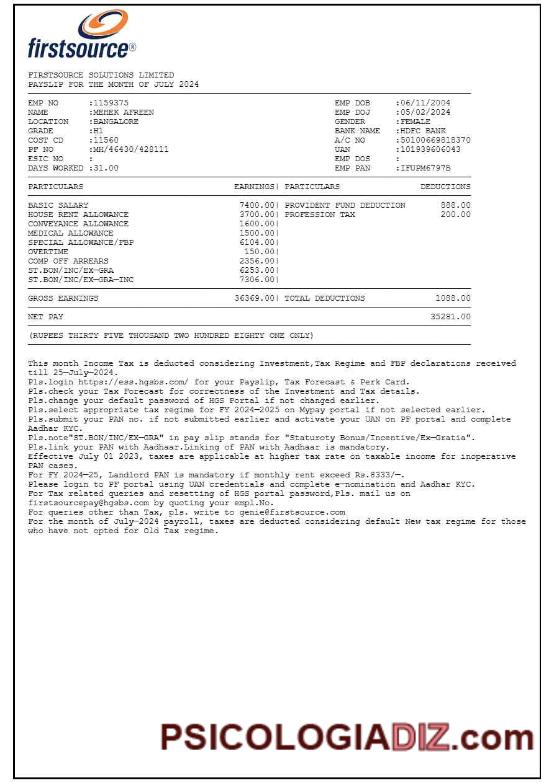 firstsource®
FIRSTSOURCE SOLUTIONS LIMITED
PAYSLIP FOR THE MONTH OF JULY 2024
EMP NO :1159375 EMP DOB :06/11/2004
NAME :MEHEK AFREEN EMP DOJ :05/02/2024
LOCATION :BANGALORE GENDER :FEMALE
GRADE :H1 BANK NAME :HDFC BANK
COST CD :11560 A/C NO :50100669818370
PF NO :MH/46430/428111 UAN :101939606043
ESIC NO : EMP DOS :
DAYS WORKED :31.00 EMP PAN :IFUPM6797B
PARTICULARS EARNINGS| PARTICULARS DEDUCTIONS
BASIC SALARY 7400.00| PROVIDENT FUND DEDUCTION 888.00
HOUSE RENT ALLOWANCE 3700.00| PROFESSION TAX 200.00
CONVEYANCE ALLOWANCE 1600.00|
MEDICAL ALLOWANCE 1500.00|
SPECIAL ALLOWANCE/FBP 6104.00|
OVERTIME 150.00|
COMP OFF ARREARS 2356.00|
ST.BON/INC/EX-GRA 6253.00|
ST.BON/INC/EX-GRA-INC 7306.00|
GROSS EARNINGS 36369.00| TOTAL DEDUCTIONS 1088.00
NET PAY 35281.00
(RUPEES THIRTY FIVE THOUSAND TWO HUNDRED EIGHTY ONE ONLY)
This month Income Tax is deducted considering Investment,Tax Regime and FBP declarations received
till 25-July-2024.
Pls.login https://ess.hgsbs.com/ for your Payslip, Tax Forecast & Perk Card.
Pls.check your Tax Forecast for correctness of the Investment and Tax details.
Pls.change your default password of HGS Portal if not changed earlier.
Pls.select appropriate tax regime for FY 2024-2025 on Mypay portal if not selected earlier.
Pls.submit your PAN no. if not submitted earlier and activate your UAN on PF portal and complete
Aadhar KYC.
Pls.note"ST.BON/INC/EX-GRA" in pay slip stands for "Staturoty Bonus/Incentive/Ex-Gratia".
Pls.link your PAN with Aadhaar.Linking of PAN with Aadhaar is mandatory.
Effective July 01 2023, taxes are applicable at higher tax rate on taxable income for inoperative
PAN cases.
For FY 2024-25, Landlord PAN is mandatory if monthly rent exceed Rs.8333/-.
Please login to PF portal using UAN credentials and complete e-nomination and Aadhar KYC.
For Tax related queries and resetting of HGS portal password,Pls. mail us on
firstsourcepay@hgsbs.com by quoting your empl.No.
For queries other than Tax, pls. write to genie@firstsource.com
For the month of July-2024 payroll, taxes are deducted considering default New tax regime for those
who have not opted for Old Tax regime.
PSICOLOGIADIZ.com